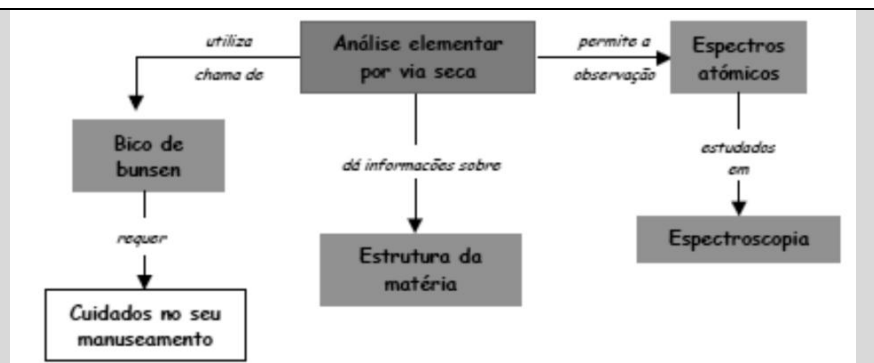 utiliza
chama de
Análise elementar
por via seca
permite a
observação
Espectros
atómicos
Bico de
bunsen
dá informacões sobre
estudados
em
requer
Estrutura da
matéria
Espectroscopia
Cuidados no seu
manuseamento